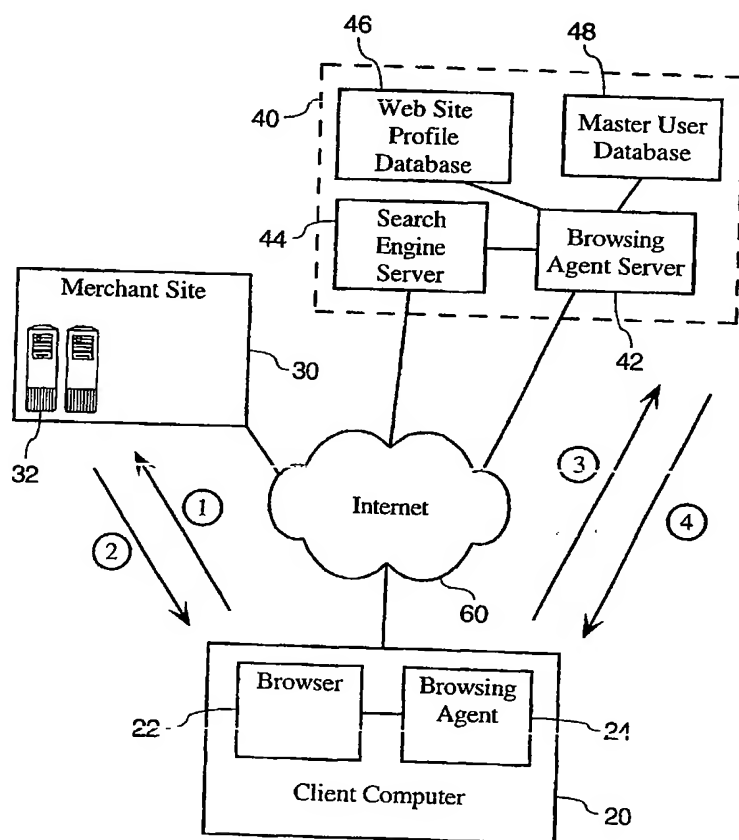 46
48
40
Web Site
Profile
Database
Master User
Database
44
Search
Engine
Server
Browsing
Agent Server
Merchant Site
42
30
32
Internet
1
2
3
4
60
Browser
Browsing
Agent
22
24
Client Computer
20